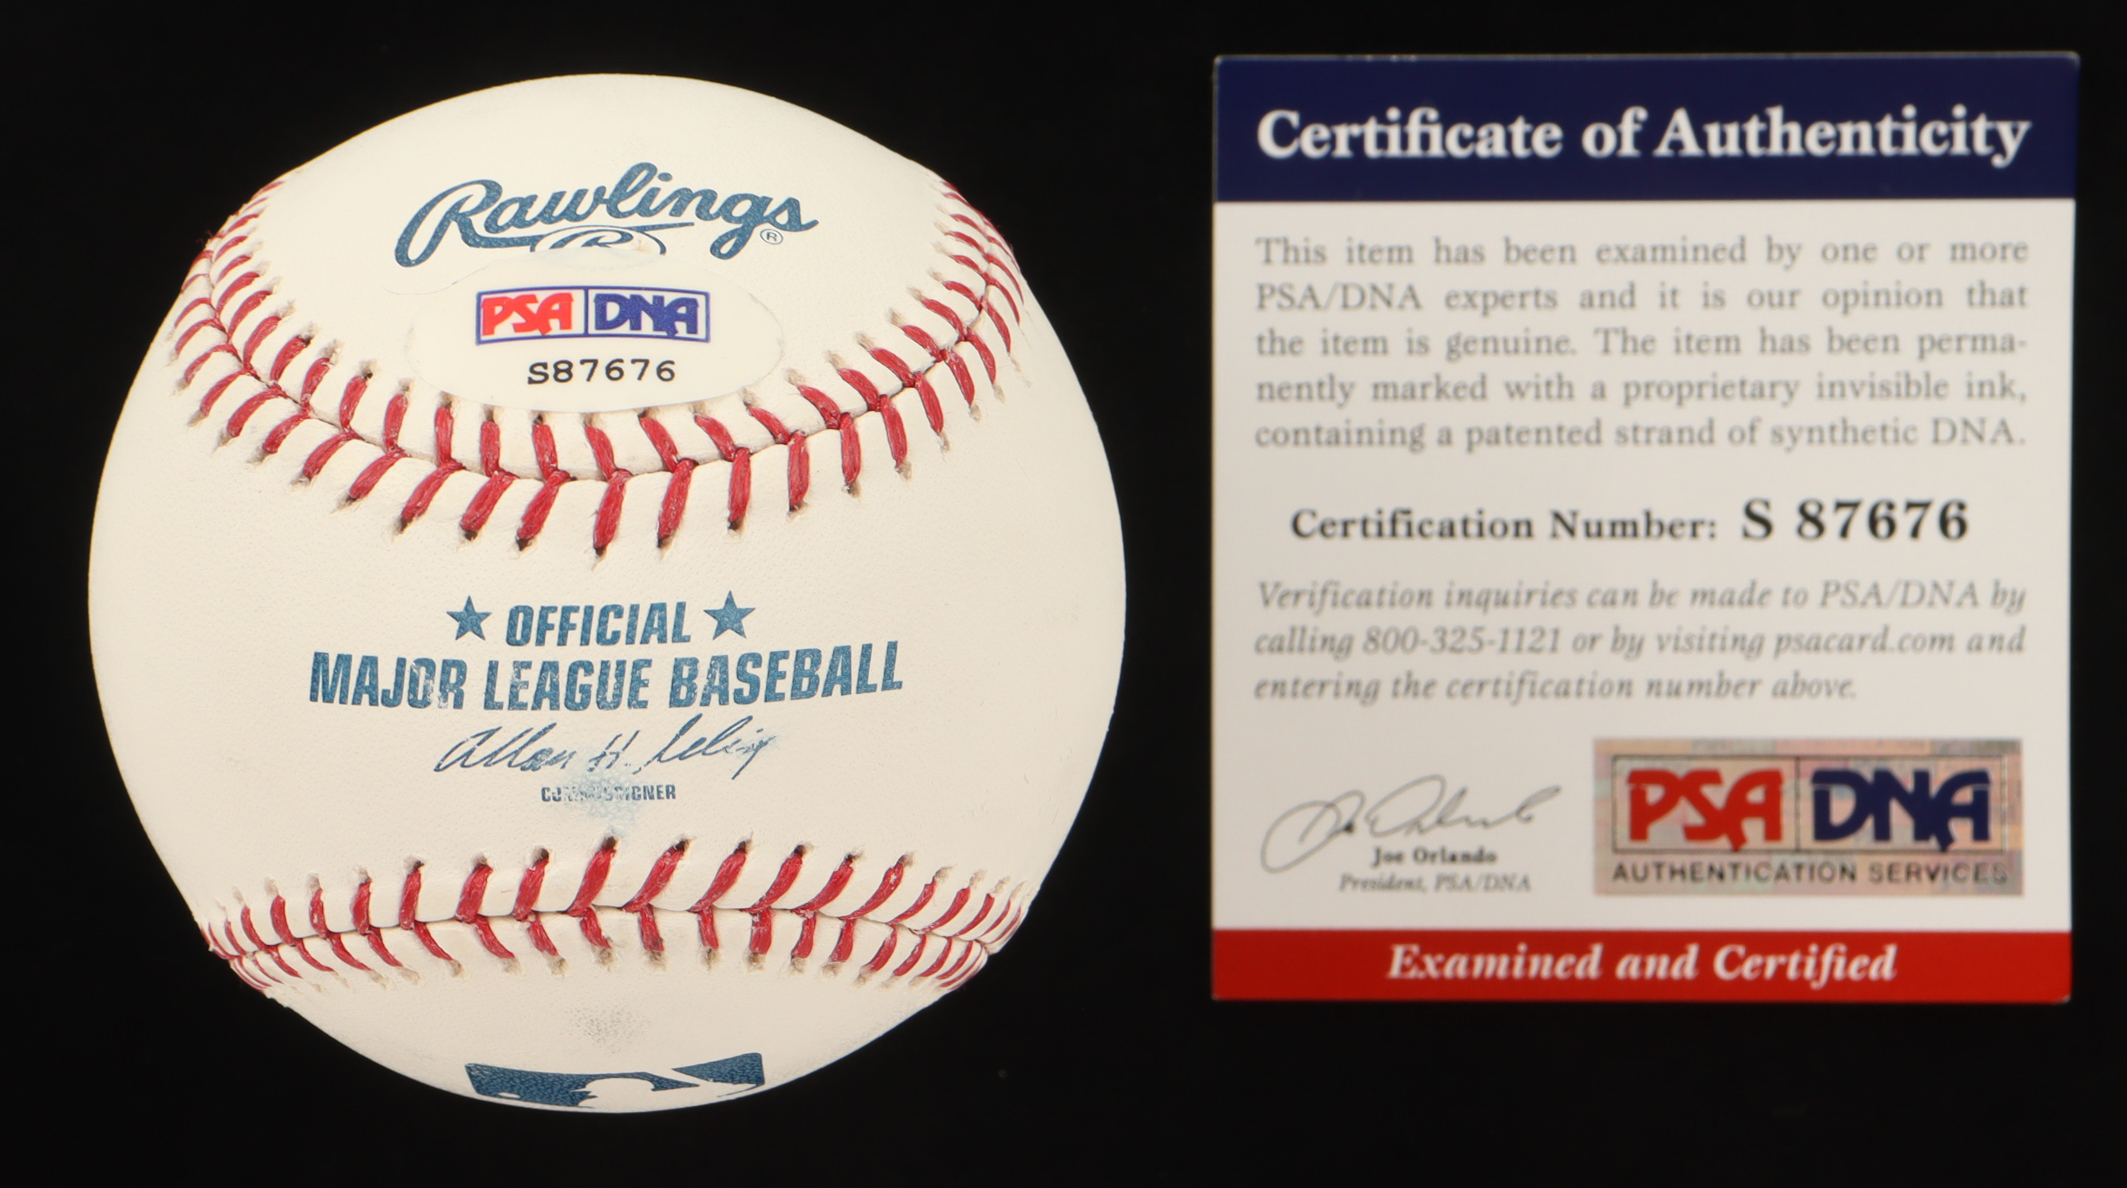 Rawlings®
PSA DNA
S87676
OFFICIAL
MAJOR LEAGUE BASEBALL
Allan H. Selig
COMMISSIONER
Certificate of Authenticity
This item has been examined by one or more
PSA/DNA experts and it is our opinion that
the item is genuine. The item has been perma-
nently marked with a proprietary invisible ink,
containing a patented strand of synthetic DNA.
Certification Number: S 87676
Verification inquiries can be made to PSA/DNA by
calling 800-325-1121 or by visiting psacard.com and
entering the certification number above.
Joe Orlando
President, PSA/DNA
PSA DNA
AUTHENTICATION SERVICES
Examined and Certified